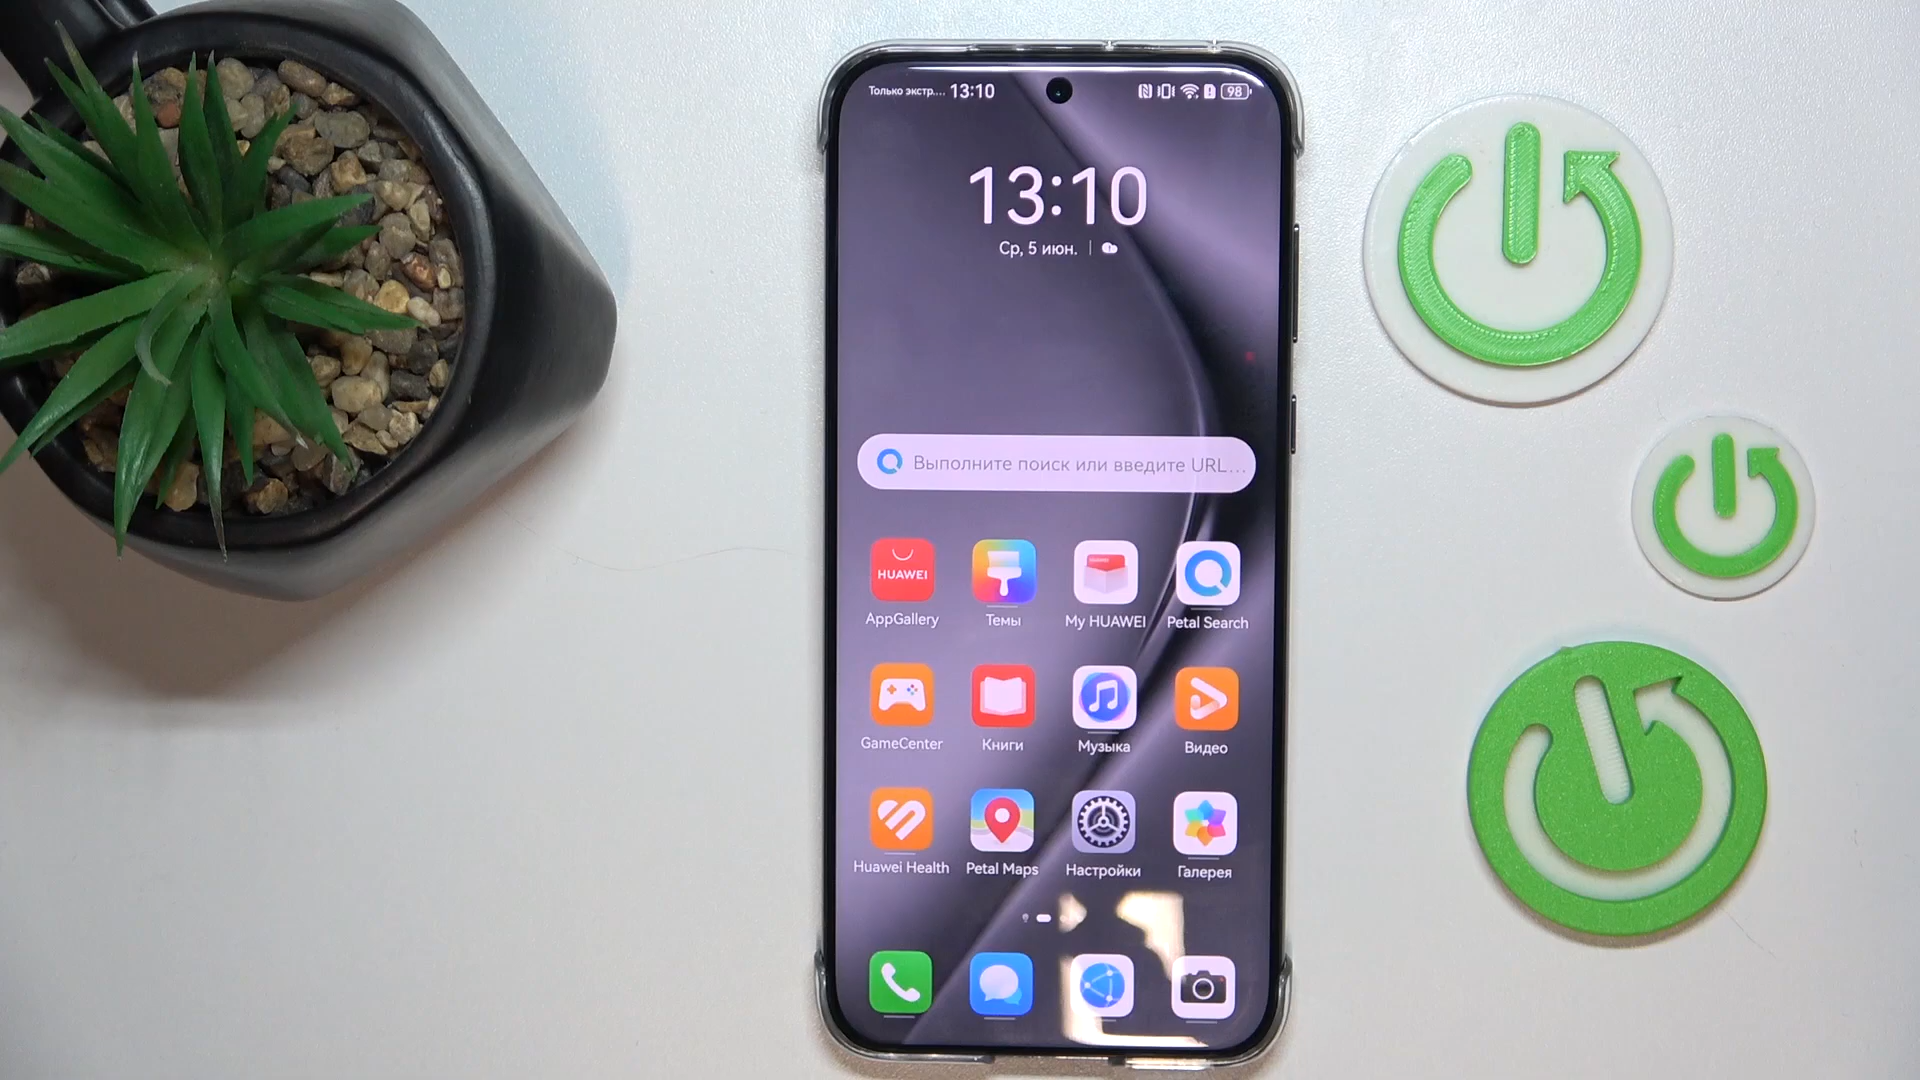 Только экстр.... 13:10
98
13:10
Ср, 5 июн.
Выполните поиск или введите URL...
HUAWEI
AppGallery Темы My HUAWEI Petal Search
GameCenter Книги Музыка Видео
Huawei Health Petal Maps Настройки Галерея